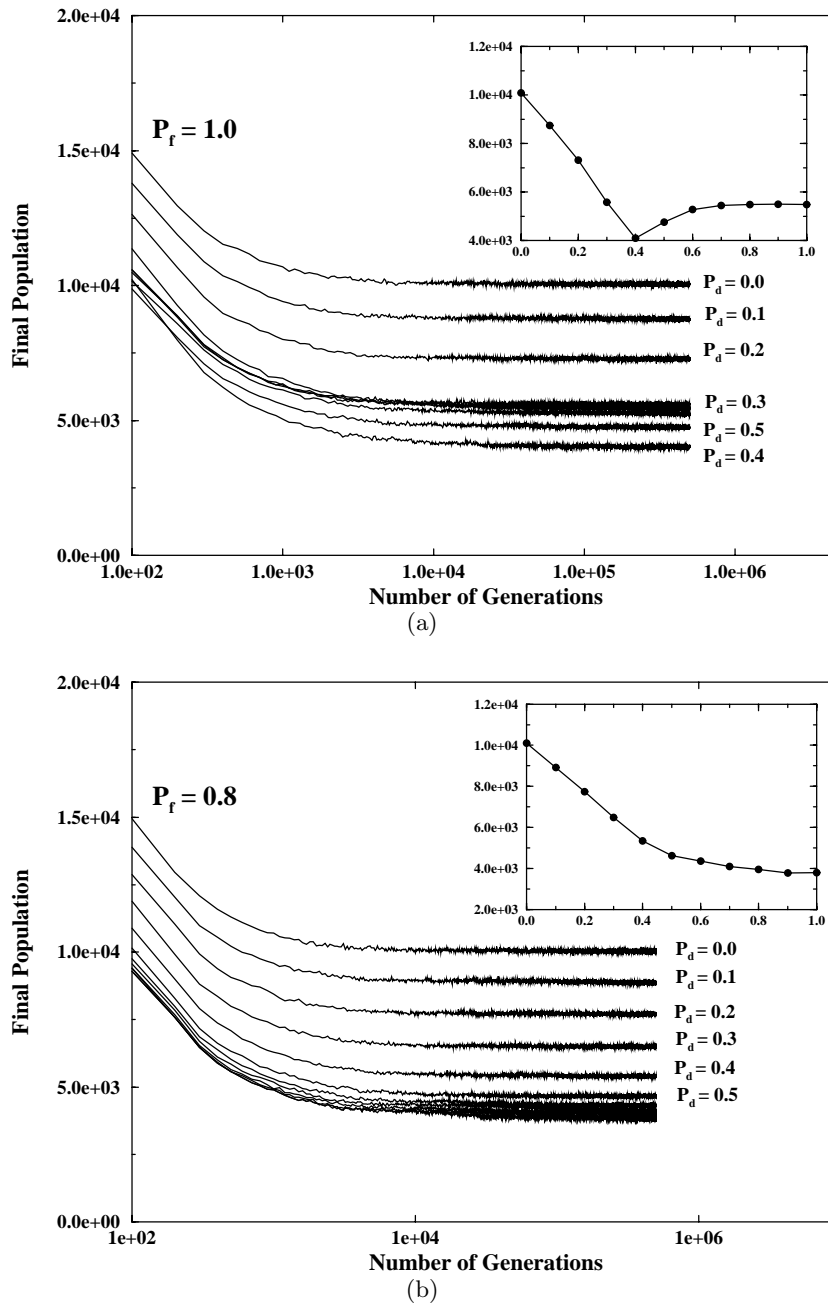 2.0e+04
1.2e+04
1.0e+04
8.0e+03
6.0e+03
4.0e+03
0.0 0.2 0.4 0.6 0.8 1.0
P_f = 1.0
1.5e+04
1.0e+04
5.0e+03
0.0e+00
Final Population
P_d = 0.0
P_d = 0.1
P_d = 0.2
P_d = 0.3
P_d = 0.5
P_d = 0.4
1.0e+02 1.0e+03 1.0e+04 1.0e+05 1.0e+06
Number of Generations
(a)
2.0e+04
1.2e+04
1.0e+04
8.0e+03
6.0e+03
4.0e+03
2.0e+03
0.0 0.2 0.4 0.6 0.8 1.0
P_f = 0.8
1.5e+04
1.0e+04
5.0e+03
0.0e+00
Final Population
P_d = 0.0
P_d = 0.1
P_d = 0.2
P_d = 0.3
P_d = 0.4
P_d = 0.5
1e+02 1e+04 1e+06
Number of Generations
(b)